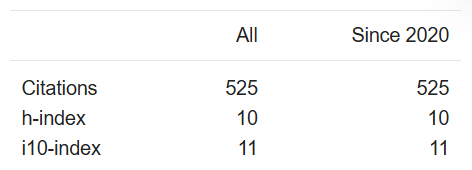 All Since 2020
Citations 525 525
h-index 10 10
i10-index 11 11